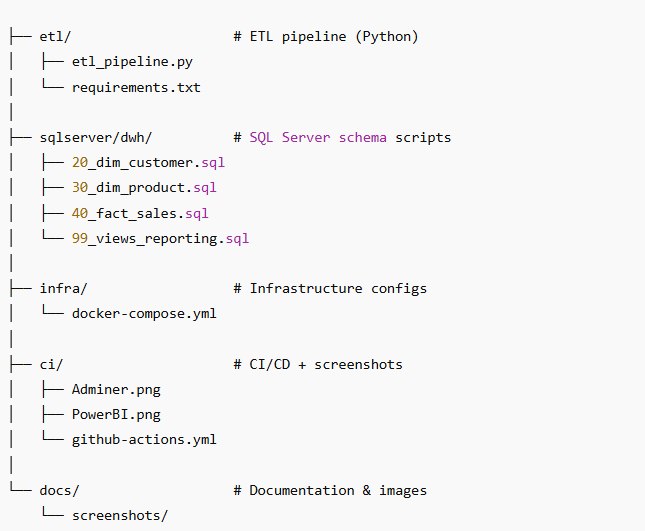 ├── etl/                    # ETL pipeline (Python)
│   ├── etl_pipeline.py
│   └── requirements.txt
│
├── sqlserver/dwh/          # SQL Server schema scripts
│   ├── 20_dim_customer.sql
│   ├── 30_dim_product.sql
│   ├── 40_fact_sales.sql
│   └── 99_views_reporting.sql
│
├── infra/                  # Infrastructure configs
│   └── docker-compose.yml
│
├── ci/                     # CI/CD + screenshots
│   ├── Adminer.png
│   ├── PowerBI.png
│   └── github-actions.yml
│
└── docs/                   # Documentation & images
    └── screenshots/